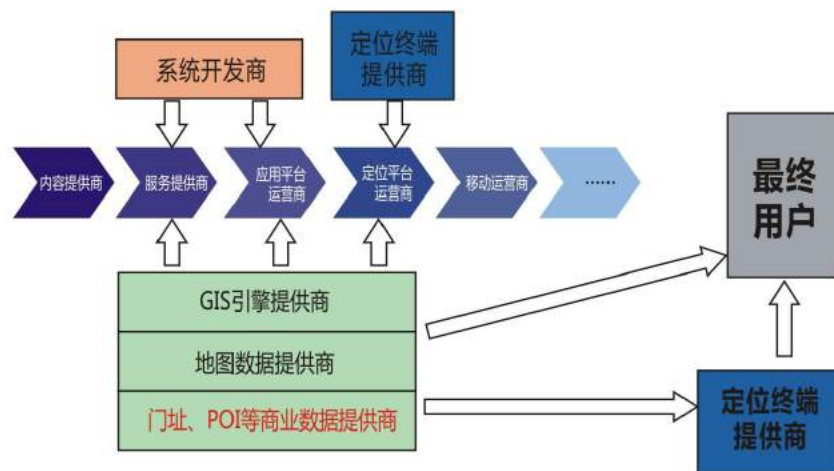 系统开发商
定位终端
提供商
内容提供商
服务提供商
应用平台
运营商
定位平台
运营商
移动运营商
……
最终
用户
GIS引擎提供商
地图数据提供商
门址、POI等商业数据提供商
定位终端
提供商